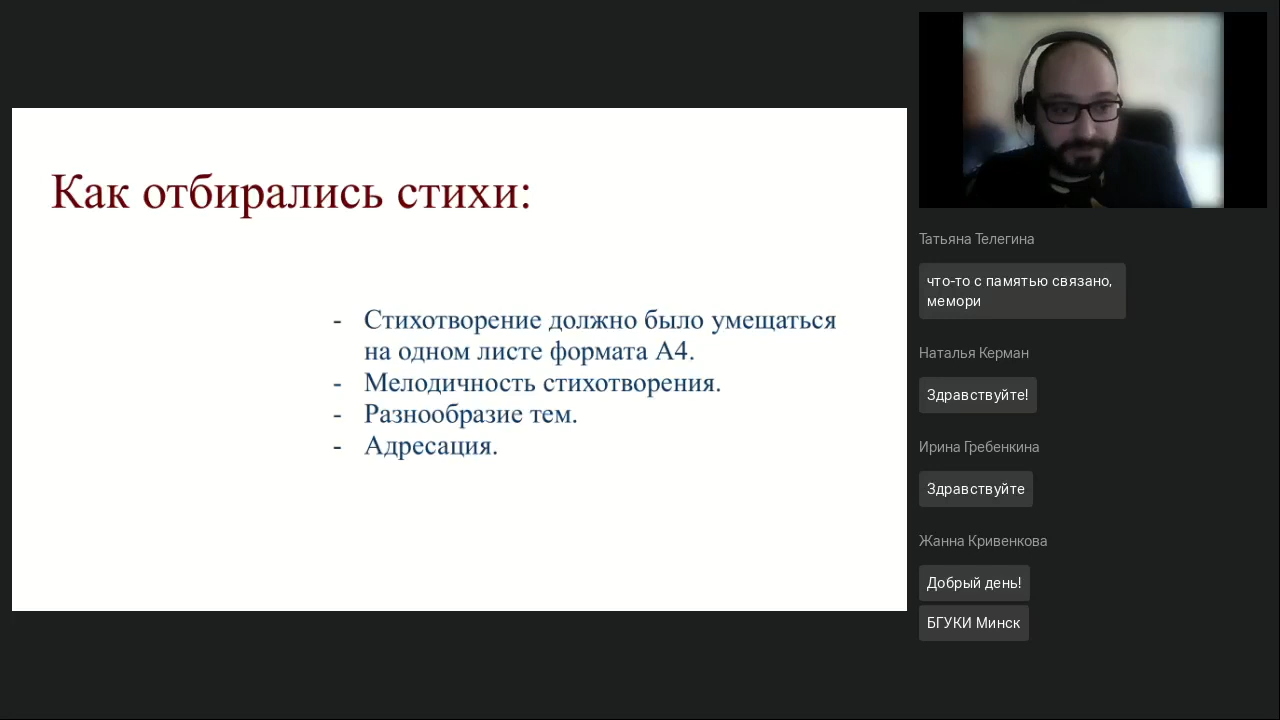 Как отбирались стихи:
- Стихотворение должно было умещаться
на одном листе формата А4.
- Мелодичность стихотворения.
- Разнообразие тем.
- Адресация.
Татьяна Телегина
что-то с памятью связано,
мемори
Наталья Керман
Здравствуйте!
Ирина Гребенкина
Здравствуйте
Жанна Кривенкова
Добрый день!
БГУКИ Минск